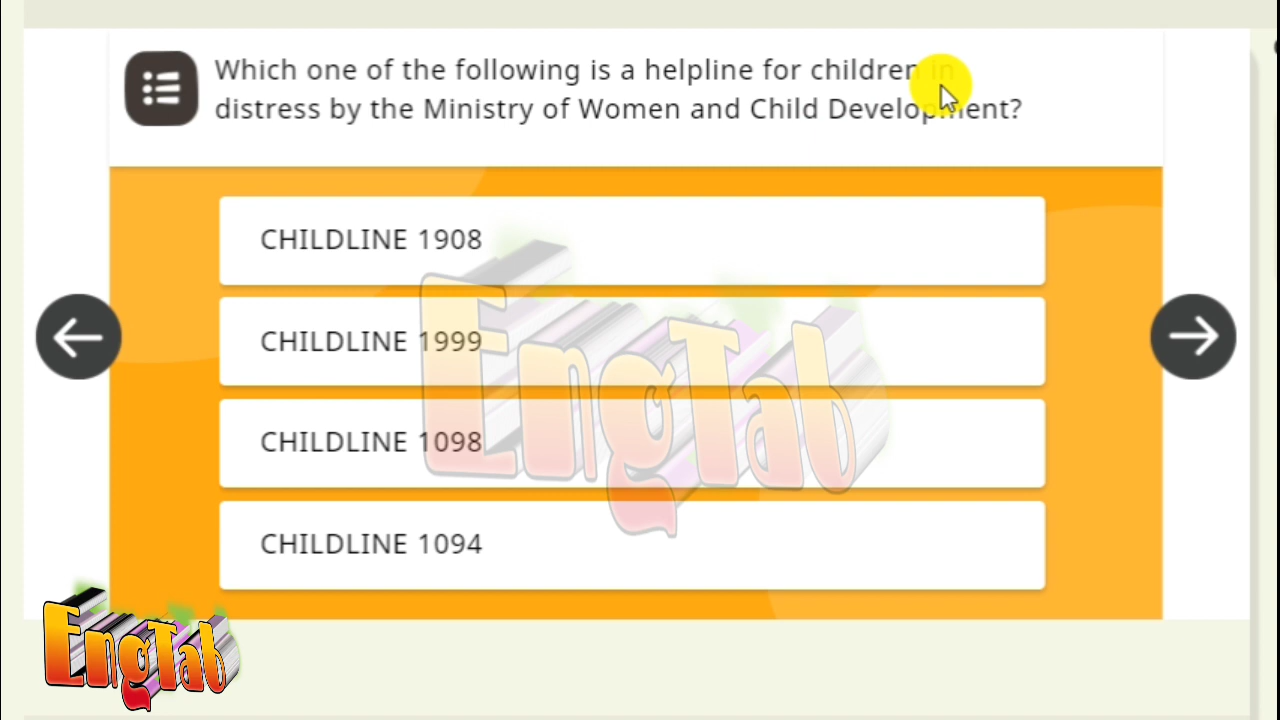 Which one of the following is a helpline for children in
distress by the Ministry of Women and Child Development?
CHILDLINE 1908
CHILDLINE 1999
CHILDLINE 1098
CHILDLINE 1094
EngTab
EngTab